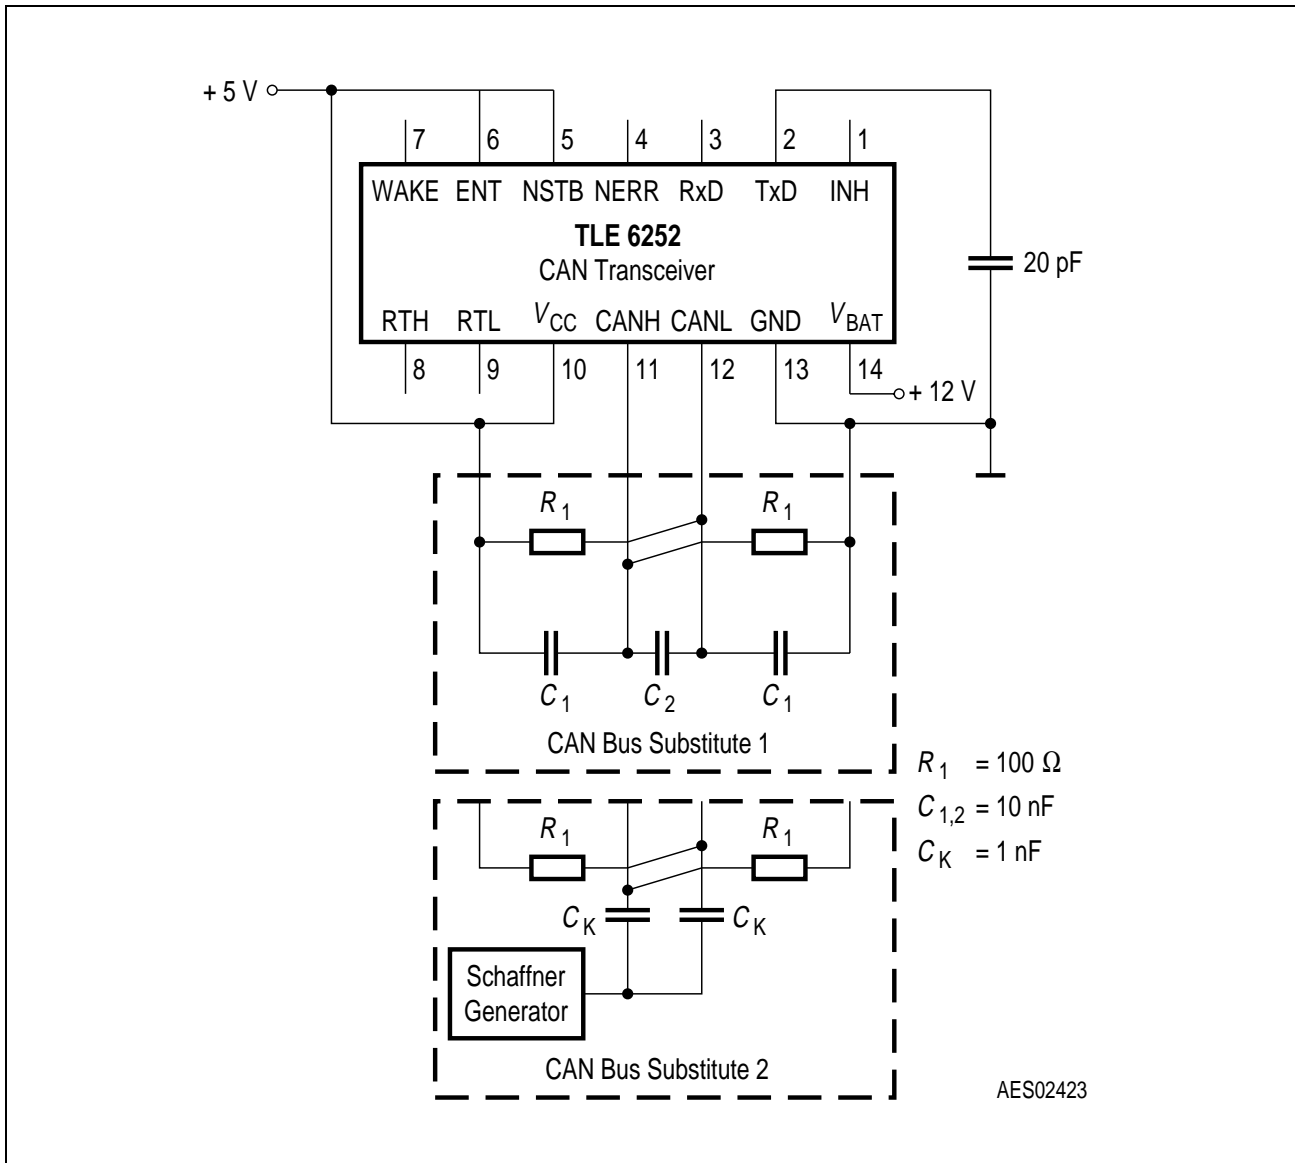 + 5 V
7 6 5 4 3 2 1
WAKE ENT NSTB NERR RxD TxD INH
TLE 6252
CAN Transceiver
20 pF
RTH RTL VCC CANH CANL GND VBAT
8 9 10 11 12 13 14
+ 12 V
R1 R1
C1 C2 C1
CAN Bus Substitute 1
R1 = 100 Ω
C1,2 = 10 nF
CK = 1 nF
R1 R1
CK CK
Schaffner
Generator
CAN Bus Substitute 2
AES02423